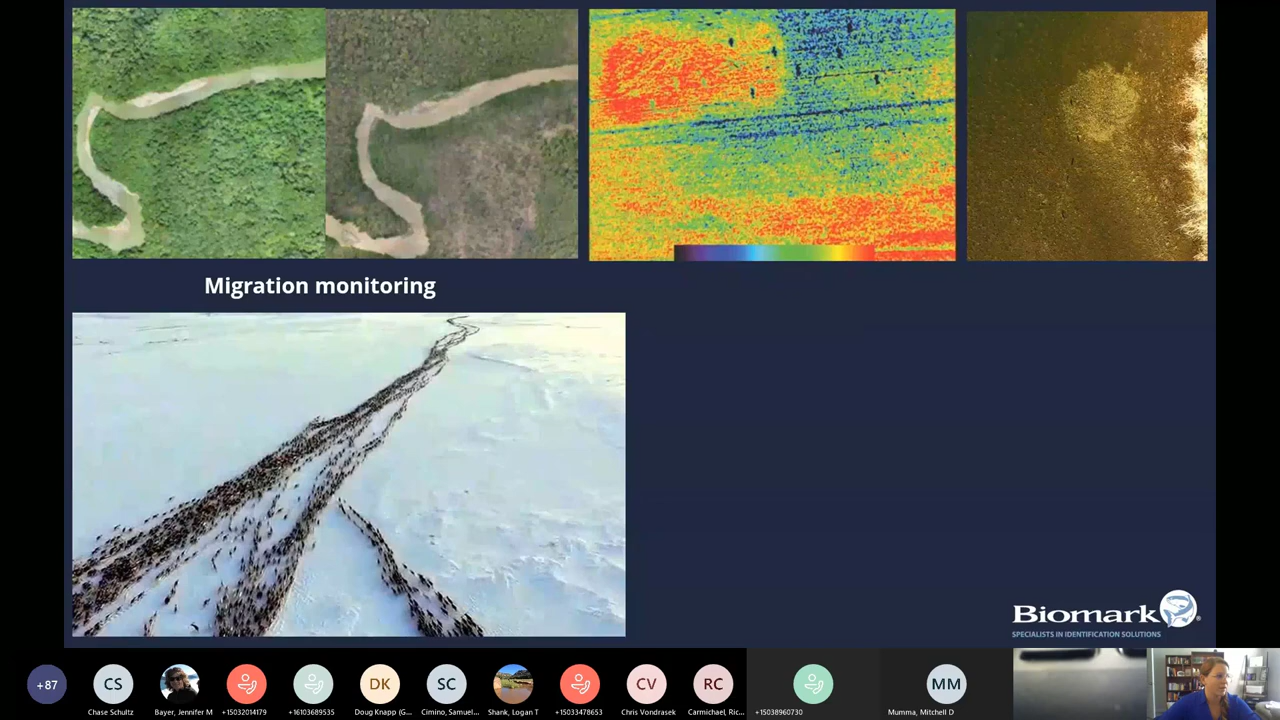 Migration monitoring
Biomark
SPECIALISTS IN IDENTIFICATION SOLUTIONS
+87
CS
DK
SC
CV
RC
MM
Chase Schultz
Bayer, Jennifer M
+15032014179
+16103689535
Doug Knapp (G...
Cimino, Samuel...
Shank, Logan T
+15033478653
Chris Vondrasek
Carmichael, Ric...
+15038960730
Mumma, Mitchell D